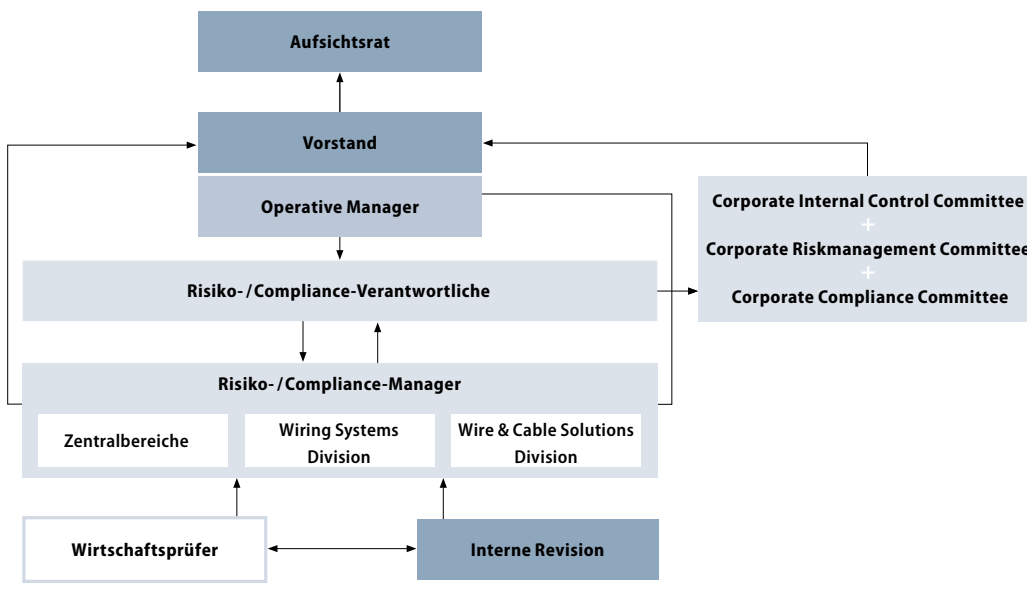 Aufsichtsrat
Vorstand
Operative Manager
Corporate Internal Control Committee
+
Corporate Riskmanagement Committee
+
Corporate Compliance Committee
Risiko-/Compliance-Verantwortliche
Risiko-/Compliance-Manager
Zentralbereiche
Wiring Systems
Division
Wire & Cable Solutions
Division
Wirtschaftsprüfer
Interne Revision